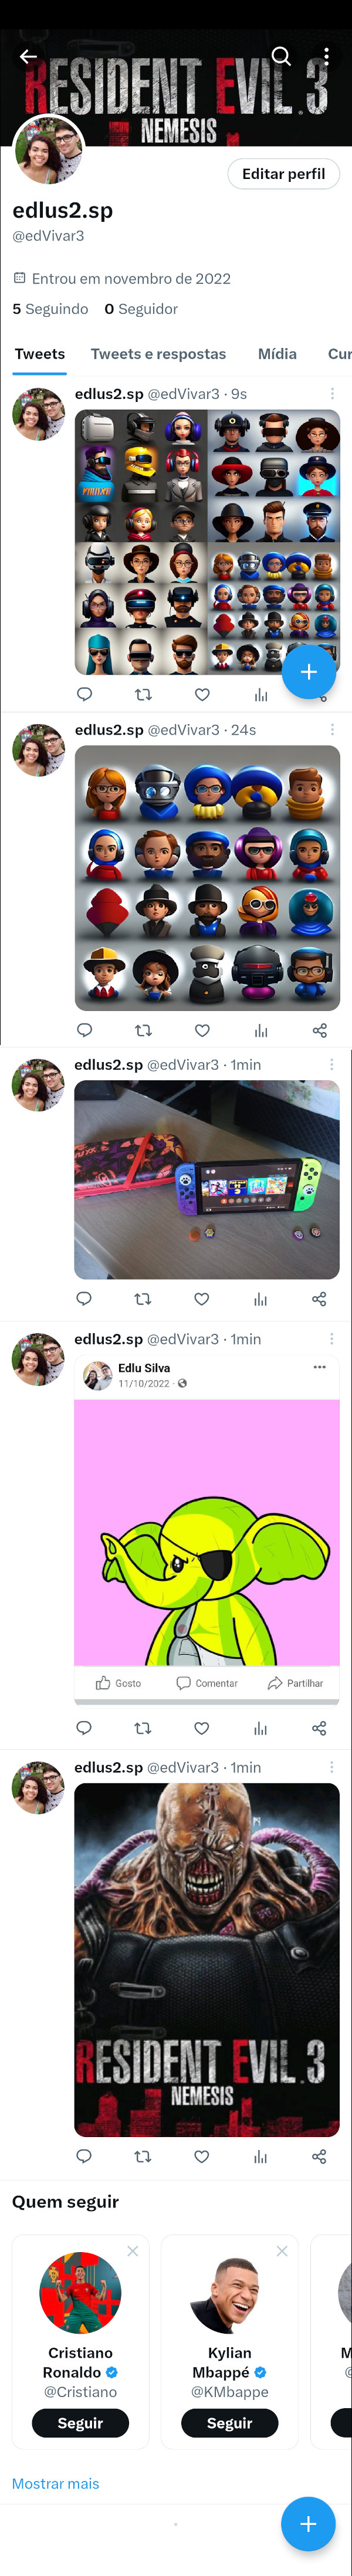 RESIDENT EVIL.3
NEMESIS
Editar perfil
edlus2.sp
@edVivar3
Entrou em novembro de 2022
5 Seguindo 0 Seguidor
Tweets Tweets e respostas Mídia Cur
edlus2.sp @edVivar3 · 9s
edlus2.sp @edVivar3 · 24s
edlus2.sp @edVivar3 · 1min
edlus2.sp @edVivar3 · 1min
Edlu Silva
11/10/2022 ·
Gosto Comentar Partilhar
edlus2.sp @edVivar3 · 1min
RESIDENT EVIL.3
NEMESIS
Quem seguir
Cristiano
Ronaldo
@Cristiano
Seguir
Kylian
Mbappé
@KMbappe
Seguir
M
@
Mostrar mais